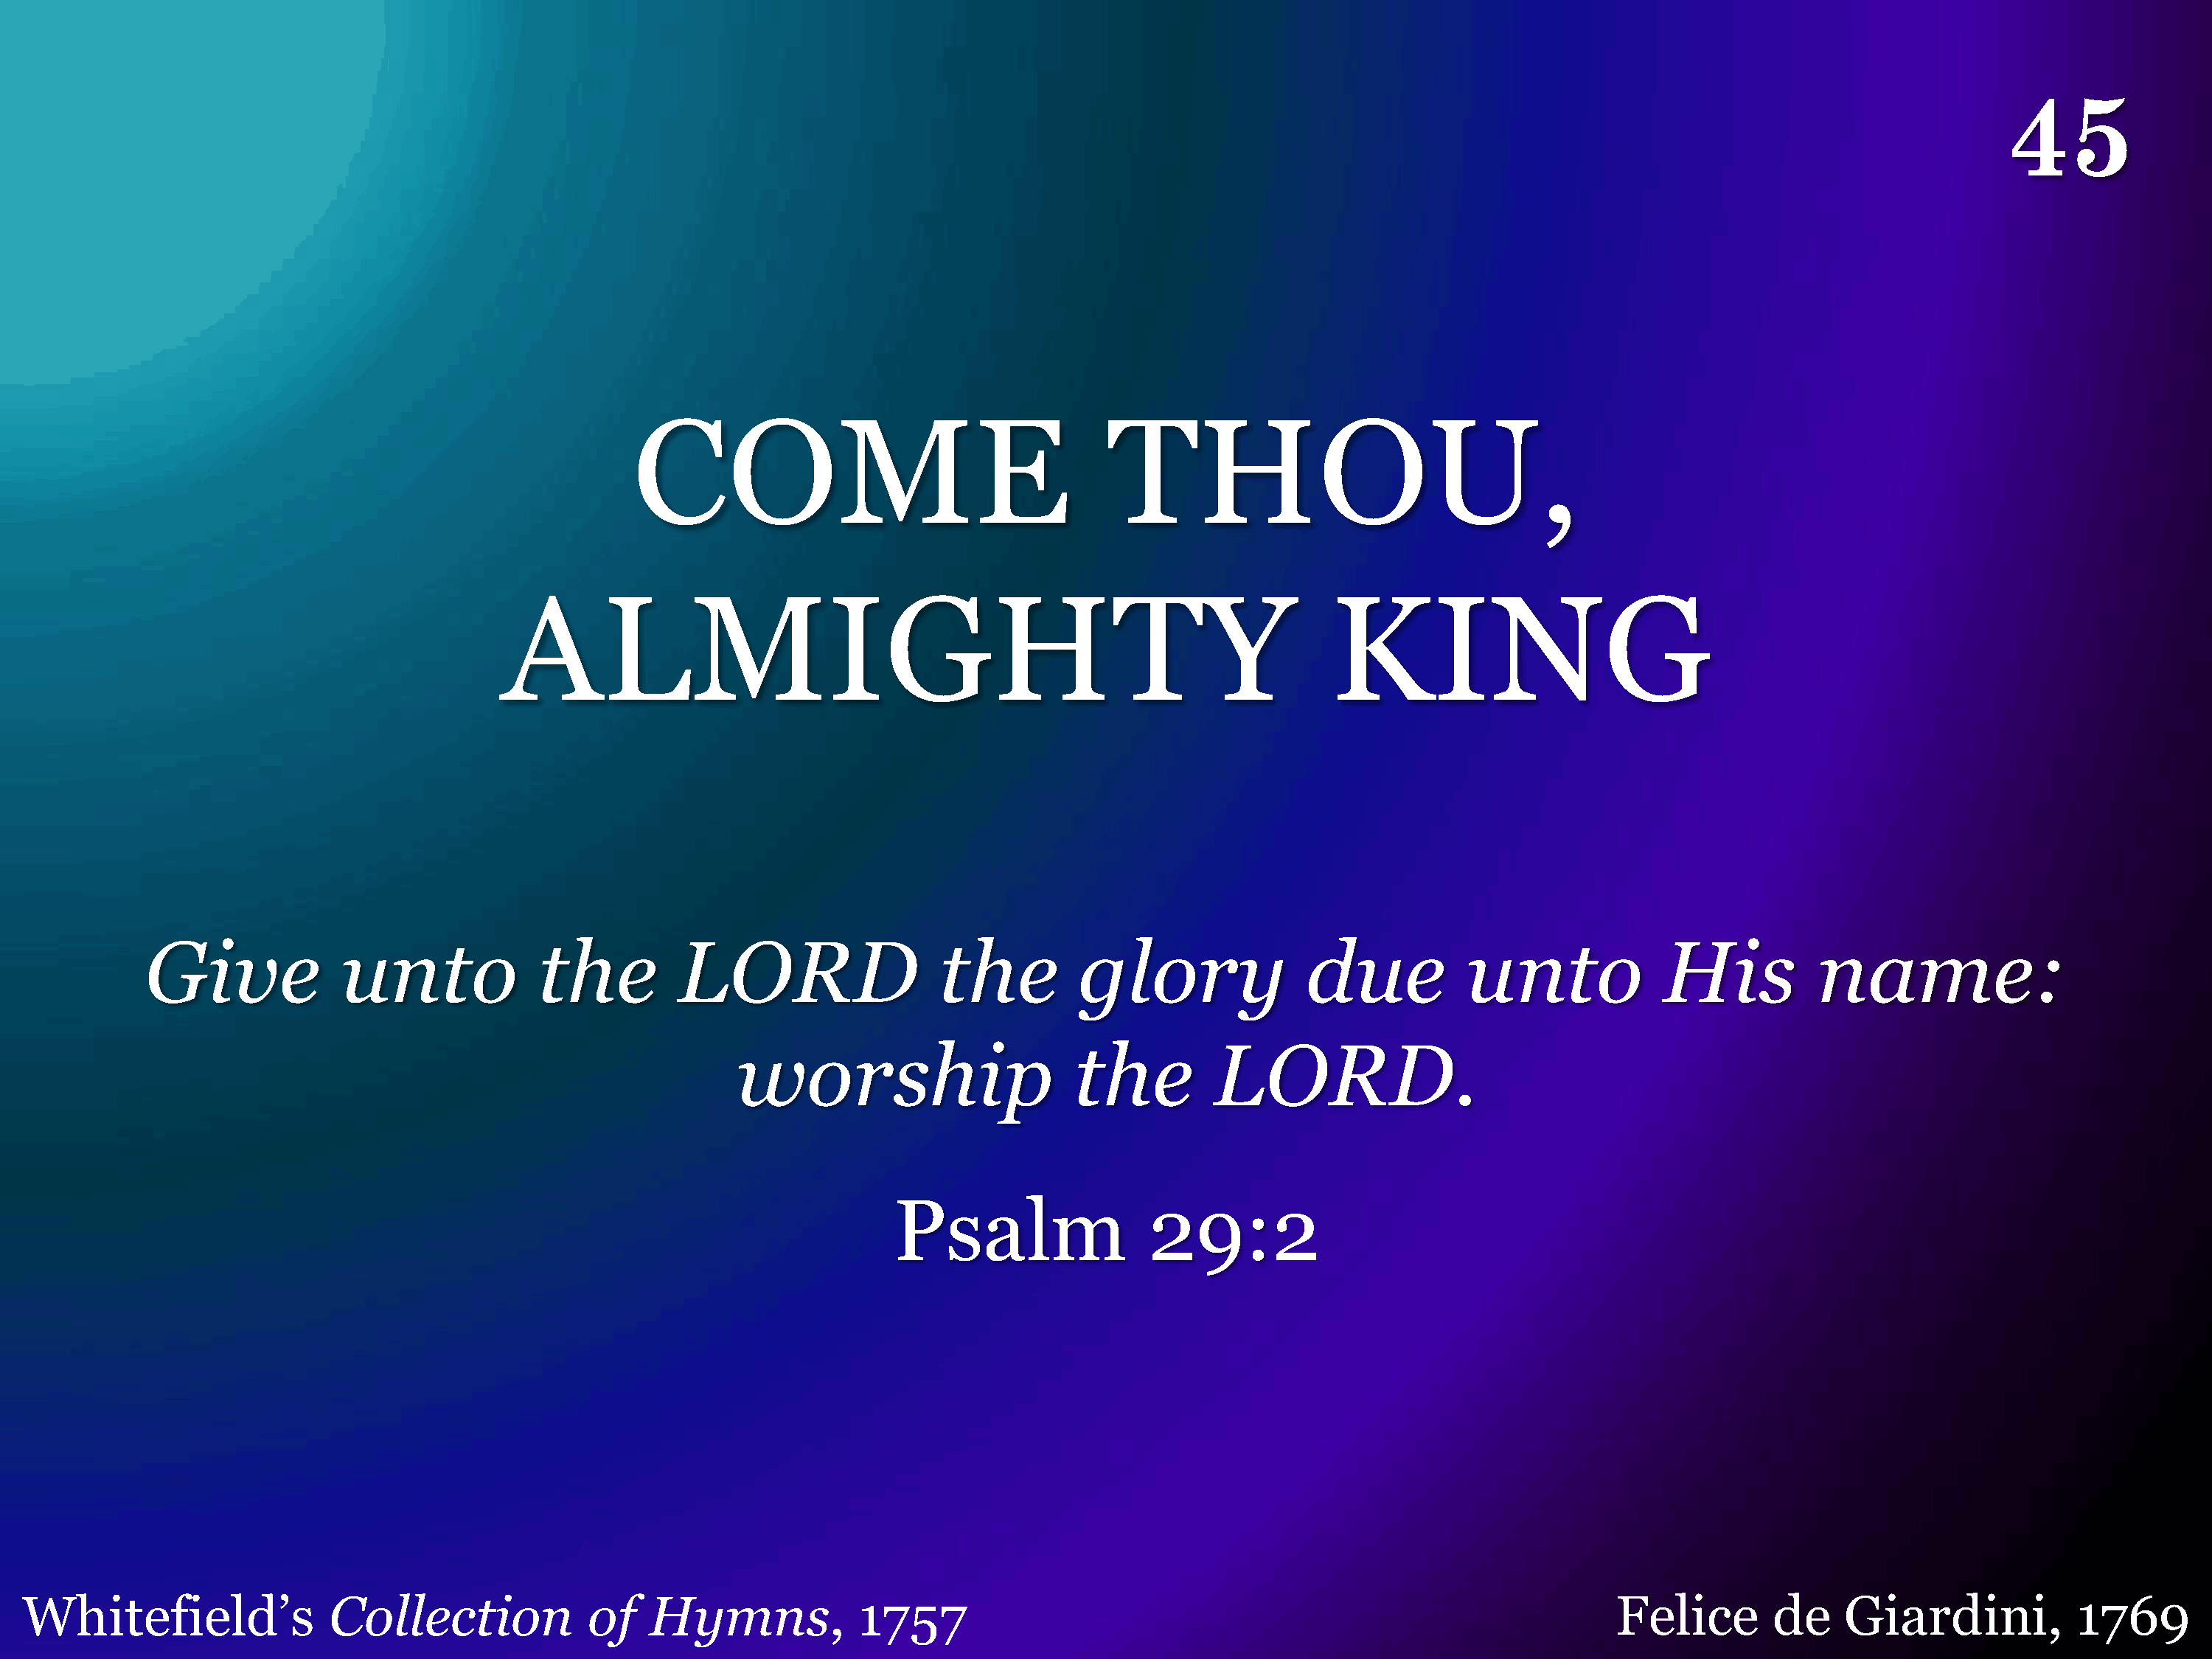 45
COME THOU,
ALMIGHTY KING
Give unto the LORD the glory due unto His name:
worship the LORD.
Psalm 29:2
Whitefield’s Collection of Hymns, 1757
Felice de Giardini, 1769